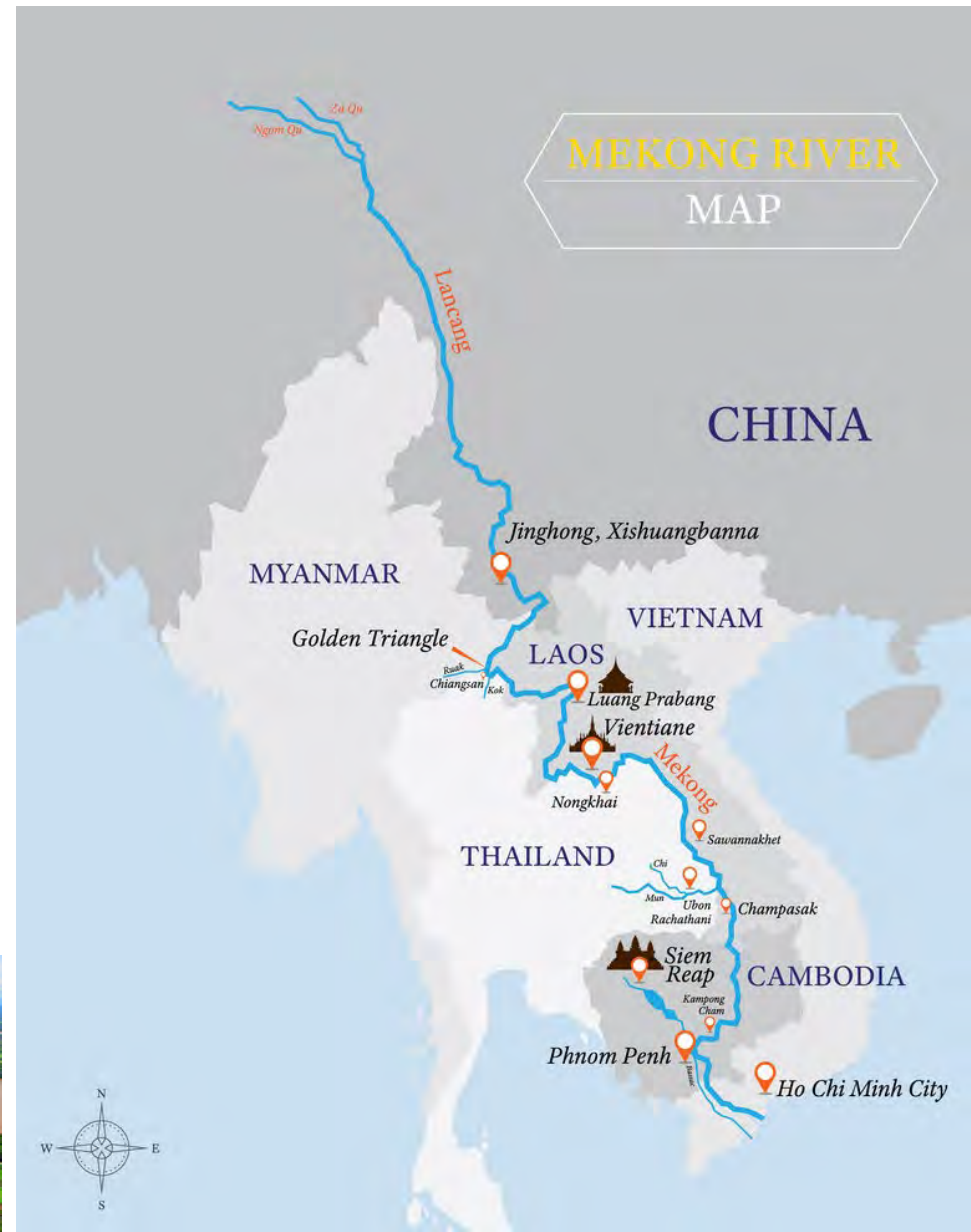 Za Qu
Ngom Qu
MEKONG RIVER
MAP
Lancang
CHINA
Jinghong, Xishuangbanna
MYANMAR
VIETNAM
Golden Triangle
LAOS
Ruak
Chiangsan
Kok
Luang Prabang
Vientiane
Mekong
Nongkhai
Sawannakhet
THAILAND
Chi
Mun
Ubon
Rachathani
Champasak
Siem
Reap
CAMBODIA
Kampong
Cham
Phnom Penh
Bassac
Ho Chi Minh City
N
W
E
S